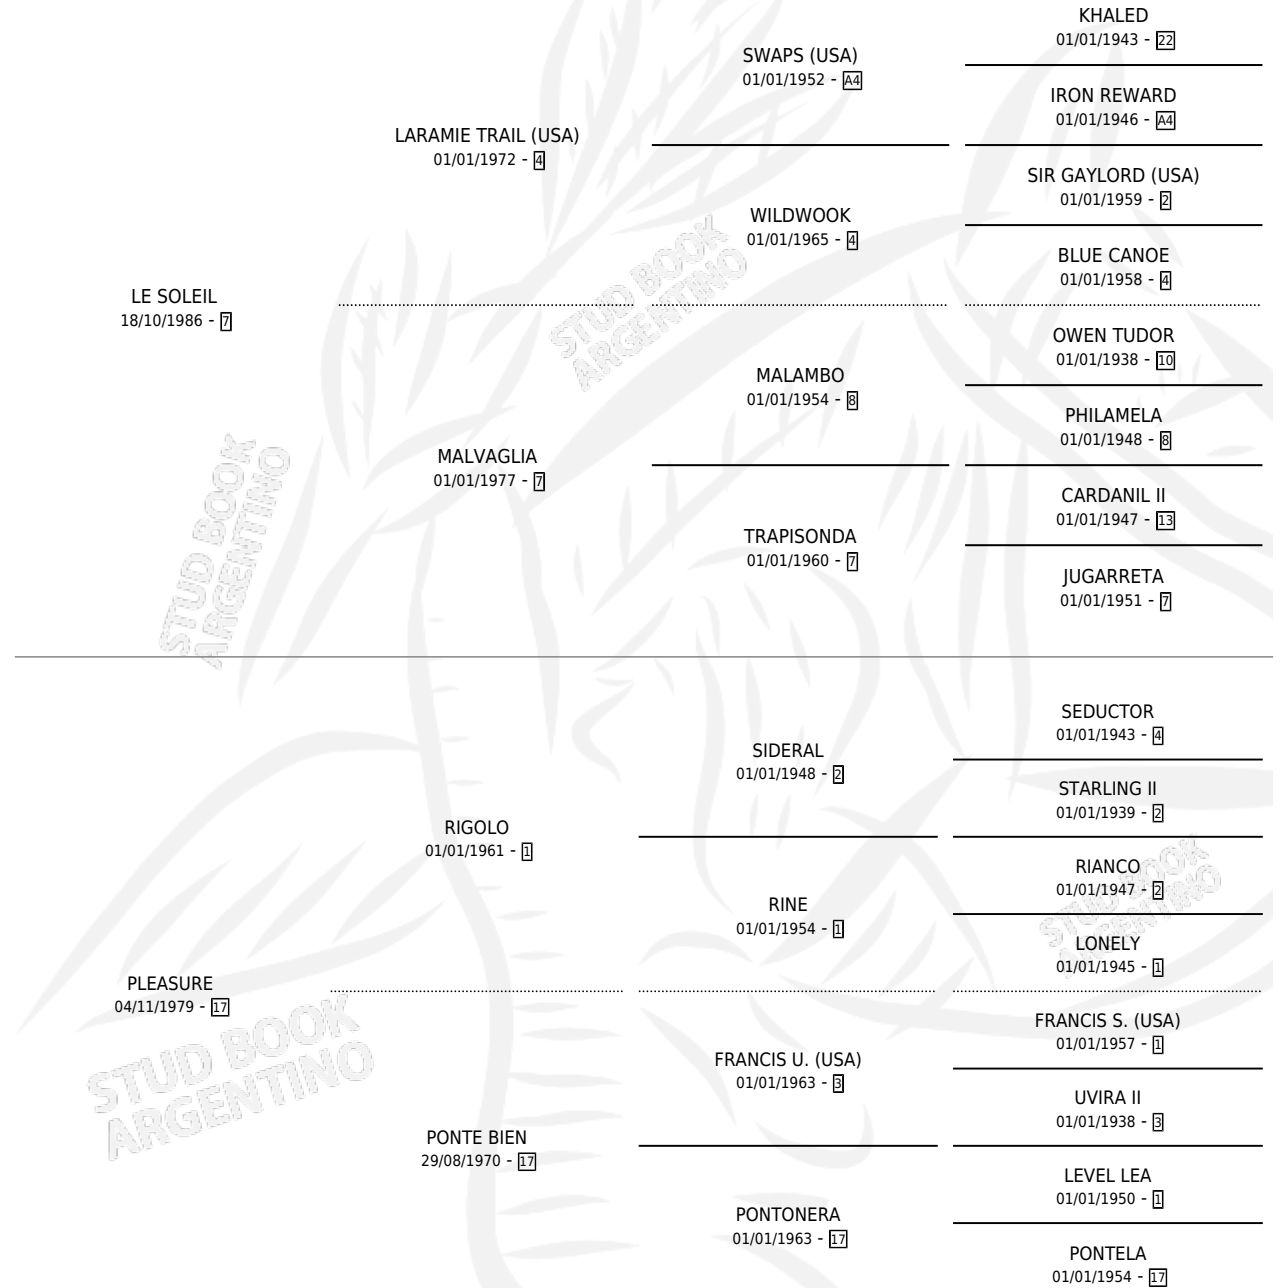 KHALED
01/01/1943 - 22
SWAPS (USA)
01/01/1952 - A4
IRON REWARD
01/01/1946 - A4
LARAMIE TRAIL (USA)
01/01/1972 - 4
SIR GAYLORD (USA)
01/01/1959 - 2
WILDWOOK
01/01/1965 - 4
BLUE CANOE
01/01/1958 - 4
LE SOLEIL
18/10/1986 - 7
OWEN TUDOR
01/01/1938 - 10
MALAMBO
01/01/1954 - 8
PHILAMELA
01/01/1948 - 8
MALVAGLIA
01/01/1977 - 7
CARDANIL II
01/01/1947 - 13
TRAPISONDA
01/01/1960 - 7
JUGARRETA
01/01/1951 - 7
SEDUCTOR
01/01/1943 - 4
SIDERAL
01/01/1948 - 2
STARLING II
01/01/1939 - 2
RIGOLO
01/01/1961 - 1
RIANCO
01/01/1947 - 2
RINE
01/01/1954 - 1
LONELY
01/01/1945 - 1
PLEASURE
04/11/1979 - 17
FRANCIS S. (USA)
01/01/1957 - 1
FRANCIS U. (USA)
01/01/1963 - 3
UVIRA II
01/01/1938 - 3
PONTE BIEN
29/08/1970 - 17
LEVEL LEA
01/01/1950 - 1
PONTONERA
01/01/1963 - 17
PONTELA
01/01/1954 - 17
STUD BOOK
ARGENTINO
STUD BOOK
ARGENTINO
STUD BOOK
ARGENTINO
STUD BOOK
ARGENTINO